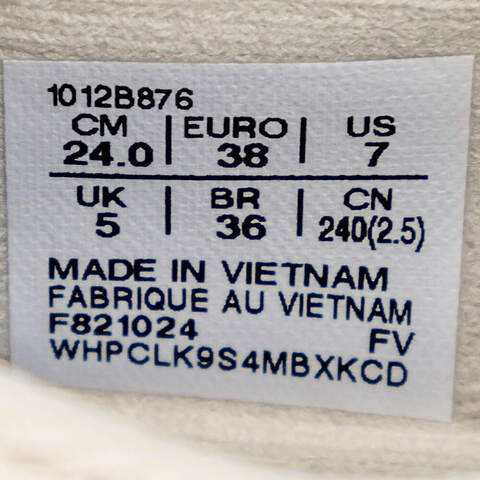 1012B876
CM | EURO | US
24.0 | 38 | 7
UK | BR | CN
5 | 36 | 240(2.5)
MADE IN VIETNAM
FABRIQUE AU VIETNAM
F821024 FV
WHPCLK9S4MBXKCD